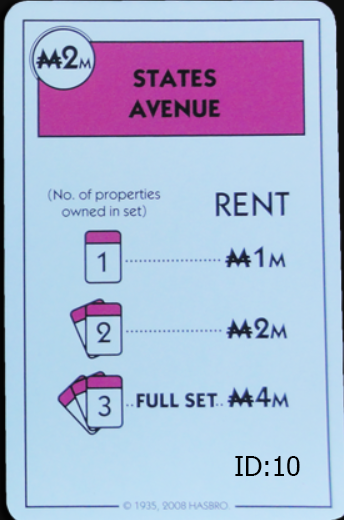 ₩2M
STATES
AVENUE
(No. of properties
owned in set)
RENT
1 ₩1M
2 ₩2M
3 FULL SET ₩4M
ID:10
© 1935, 2008 HASBRO.